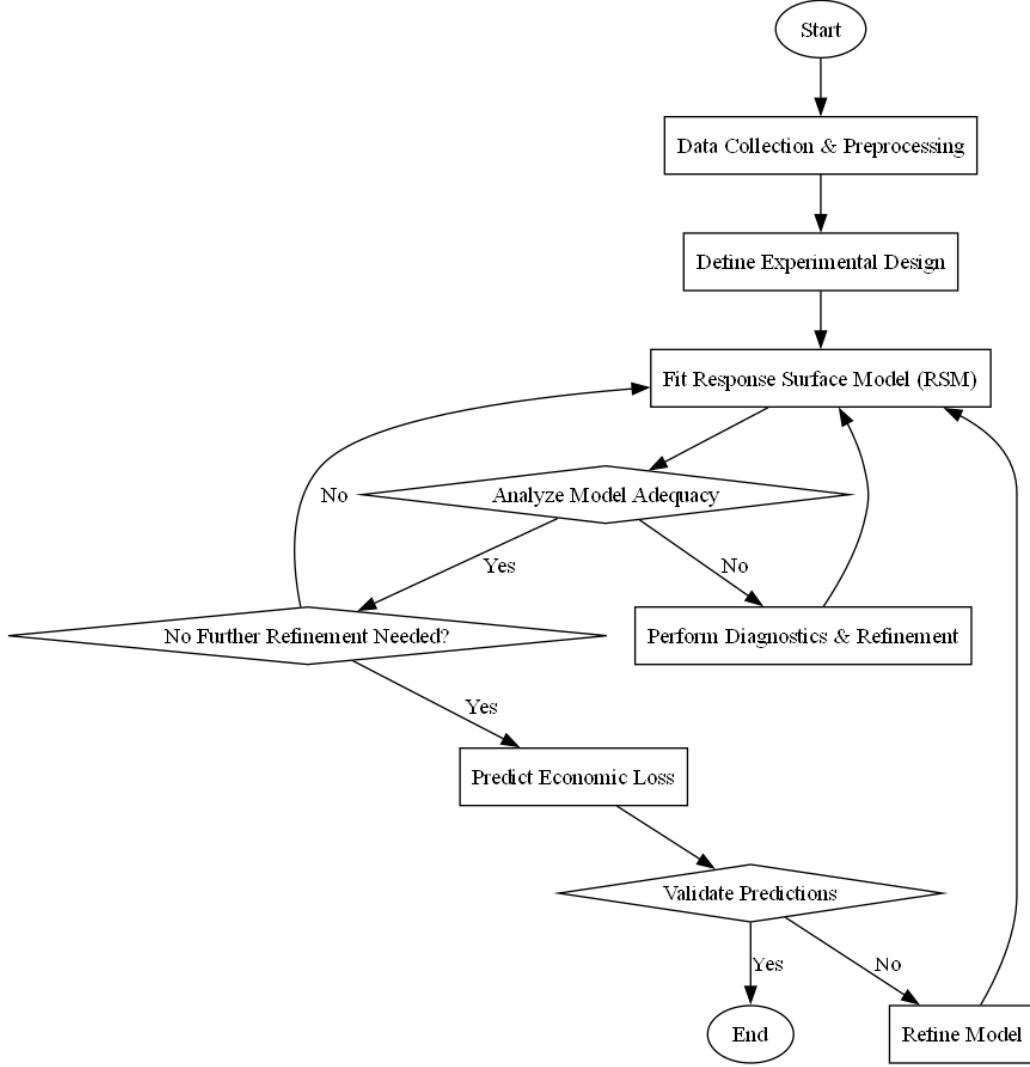 Start
Data Collection & Preprocessing
Define Experimental Design
Fit Response Surface Model (RSM)
Analyze Model Adequacy
No
Yes
No
No Further Refinement Needed?
Perform Diagnostics & Refinement
Yes
Predict Economic Loss
Validate Predictions
Yes
No
End
Refine Model